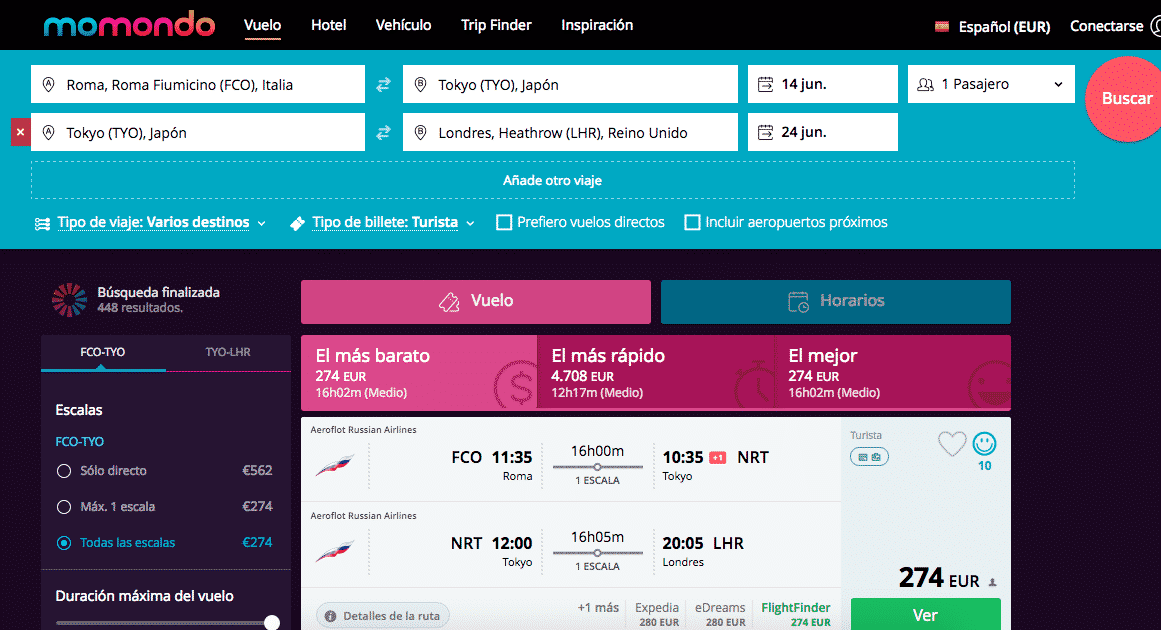 momondo Vuelo Hotel Vehículo Trip Finder Inspiración Español (EUR) Conectarse
Roma, Roma Fiumicino (FCO), Italia Tokyo (TYO), Japón 14 jun. 1 Pasajero Buscar
Tokyo (TYO), Japón Londres, Heathrow (LHR), Reino Unido 24 jun.
Añade otro viaje
Tipo de viaje: Varios destinos Tipo de billete: Turista Prefiero vuelos directos Incluir aeropuertos próximos
Búsqueda finalizada
448 resultados.
Vuelo Horarios
FCO-TYO TYO-LHR
Escalas
FCO-TYO
Sólo directo €562
Máx. 1 escala €274
Todas las escalas €274
Duración máxima del vuelo
El más barato
274 EUR
16h02m (Medio)
El más rápido
4.708 EUR
12h17m (Medio)
El mejor
274 EUR
16h02m (Medio)
Aeroflot Russian Airlines
FCO 11:35 16h00m 10:35 +1 NRT
Roma 1 ESCALA Tokyo
Aeroflot Russian Airlines
NRT 12:00 16h05m 20:05 LHR
Tokyo 1 ESCALA Londres
Detalles de la ruta
+1 más
Expedia
280 EUR
eDreams
280 EUR
FlightFinder
274 EUR
Turista
10
274 EUR
Ver